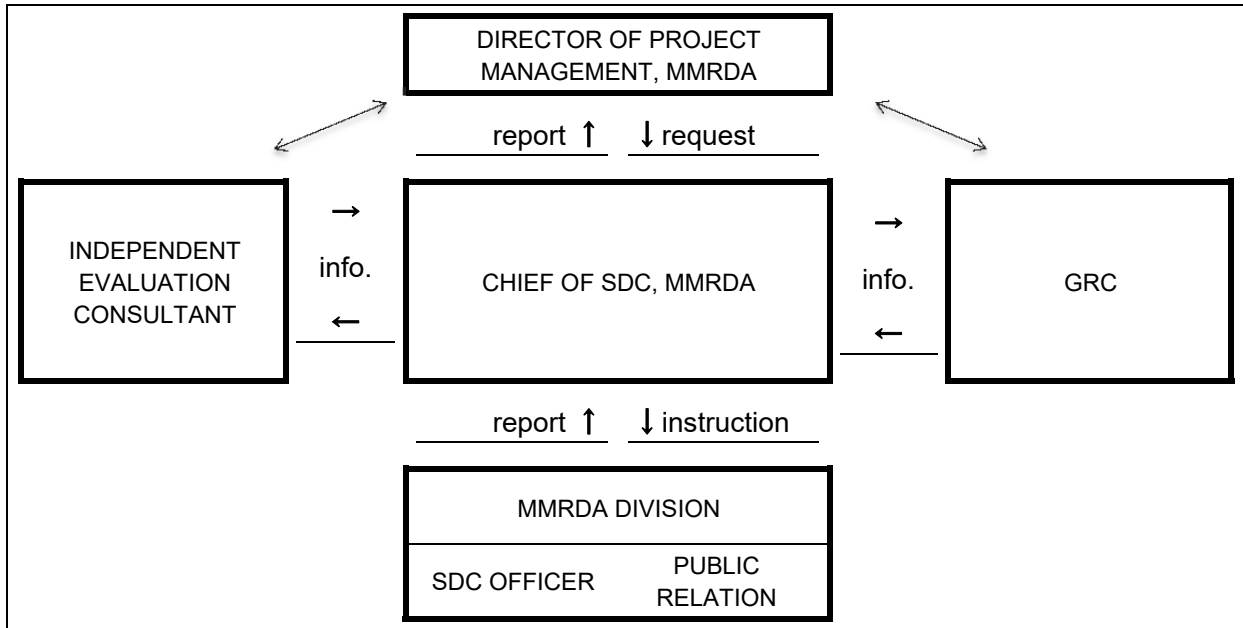 DIRECTOR OF PROJECT
MANAGEMENT, MMRDA
report ↑ ↓ request
INDEPENDENT
EVALUATION
CONSULTANT
→
info.
←
CHIEF OF SDC, MMRDA
→
info.
←
GRC
report ↑ ↓ instruction
MMRDA DIVISION
SDC OFFICER
PUBLIC
RELATION